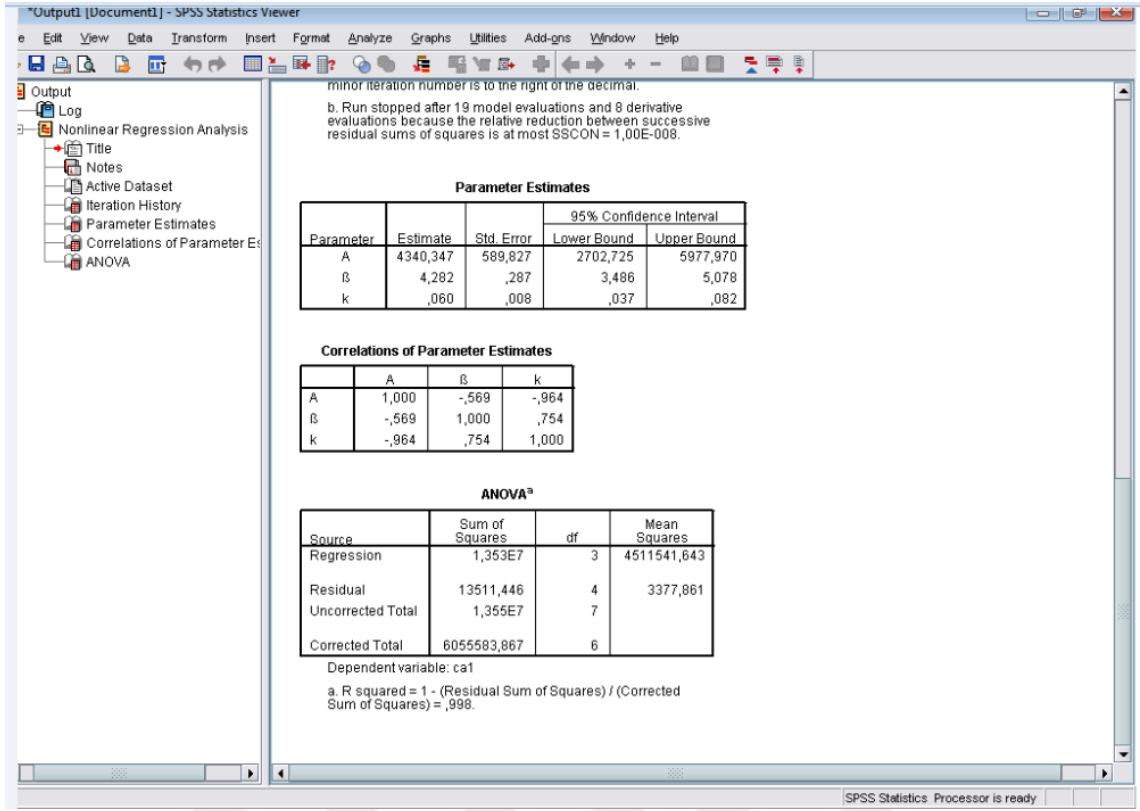 *Output1 [Document1] - SPSS Statistics Viewer
e Edit View Data Transform Insert Format Analyze Graphs Utilities Add-ons Window Help
Output
Log
Nonlinear Regression Analysis
Title
Notes
Active Dataset
Iteration History
Parameter Estimates
Correlations of Parameter Es
ANOVA
minor iteration number is to the right of the decimal.
b. Run stopped after 19 model evaluations and 8 derivative
evaluations because the relative reduction between successive
residual sums of squares is at most SSCON = 1,00E-008.
Parameter Estimates
95% Confidence Interval
Parameter Estimate Std. Error Lower Bound Upper Bound
A 4340,347 589,827 2702,725 5977,970
ß 4,282 ,287 3,486 5,078
k ,060 ,008 ,037 ,082
Correlations of Parameter Estimates
A ß k
A 1,000 -,569 -,964
ß -,569 1,000 ,754
k -,964 ,754 1,000
ANOVAa
Source Sum of Squares df Mean Squares
Regression 1,353E7 3 4511541,643
Residual 13511,446 4 3377,861
Uncorrected Total 1,355E7 7
Corrected Total 6055583,867 6
Dependent variable: ca1
a. R squared = 1 - (Residual Sum of Squares) / (Corrected
Sum of Squares) = ,998.
SPSS Statistics Processor is ready